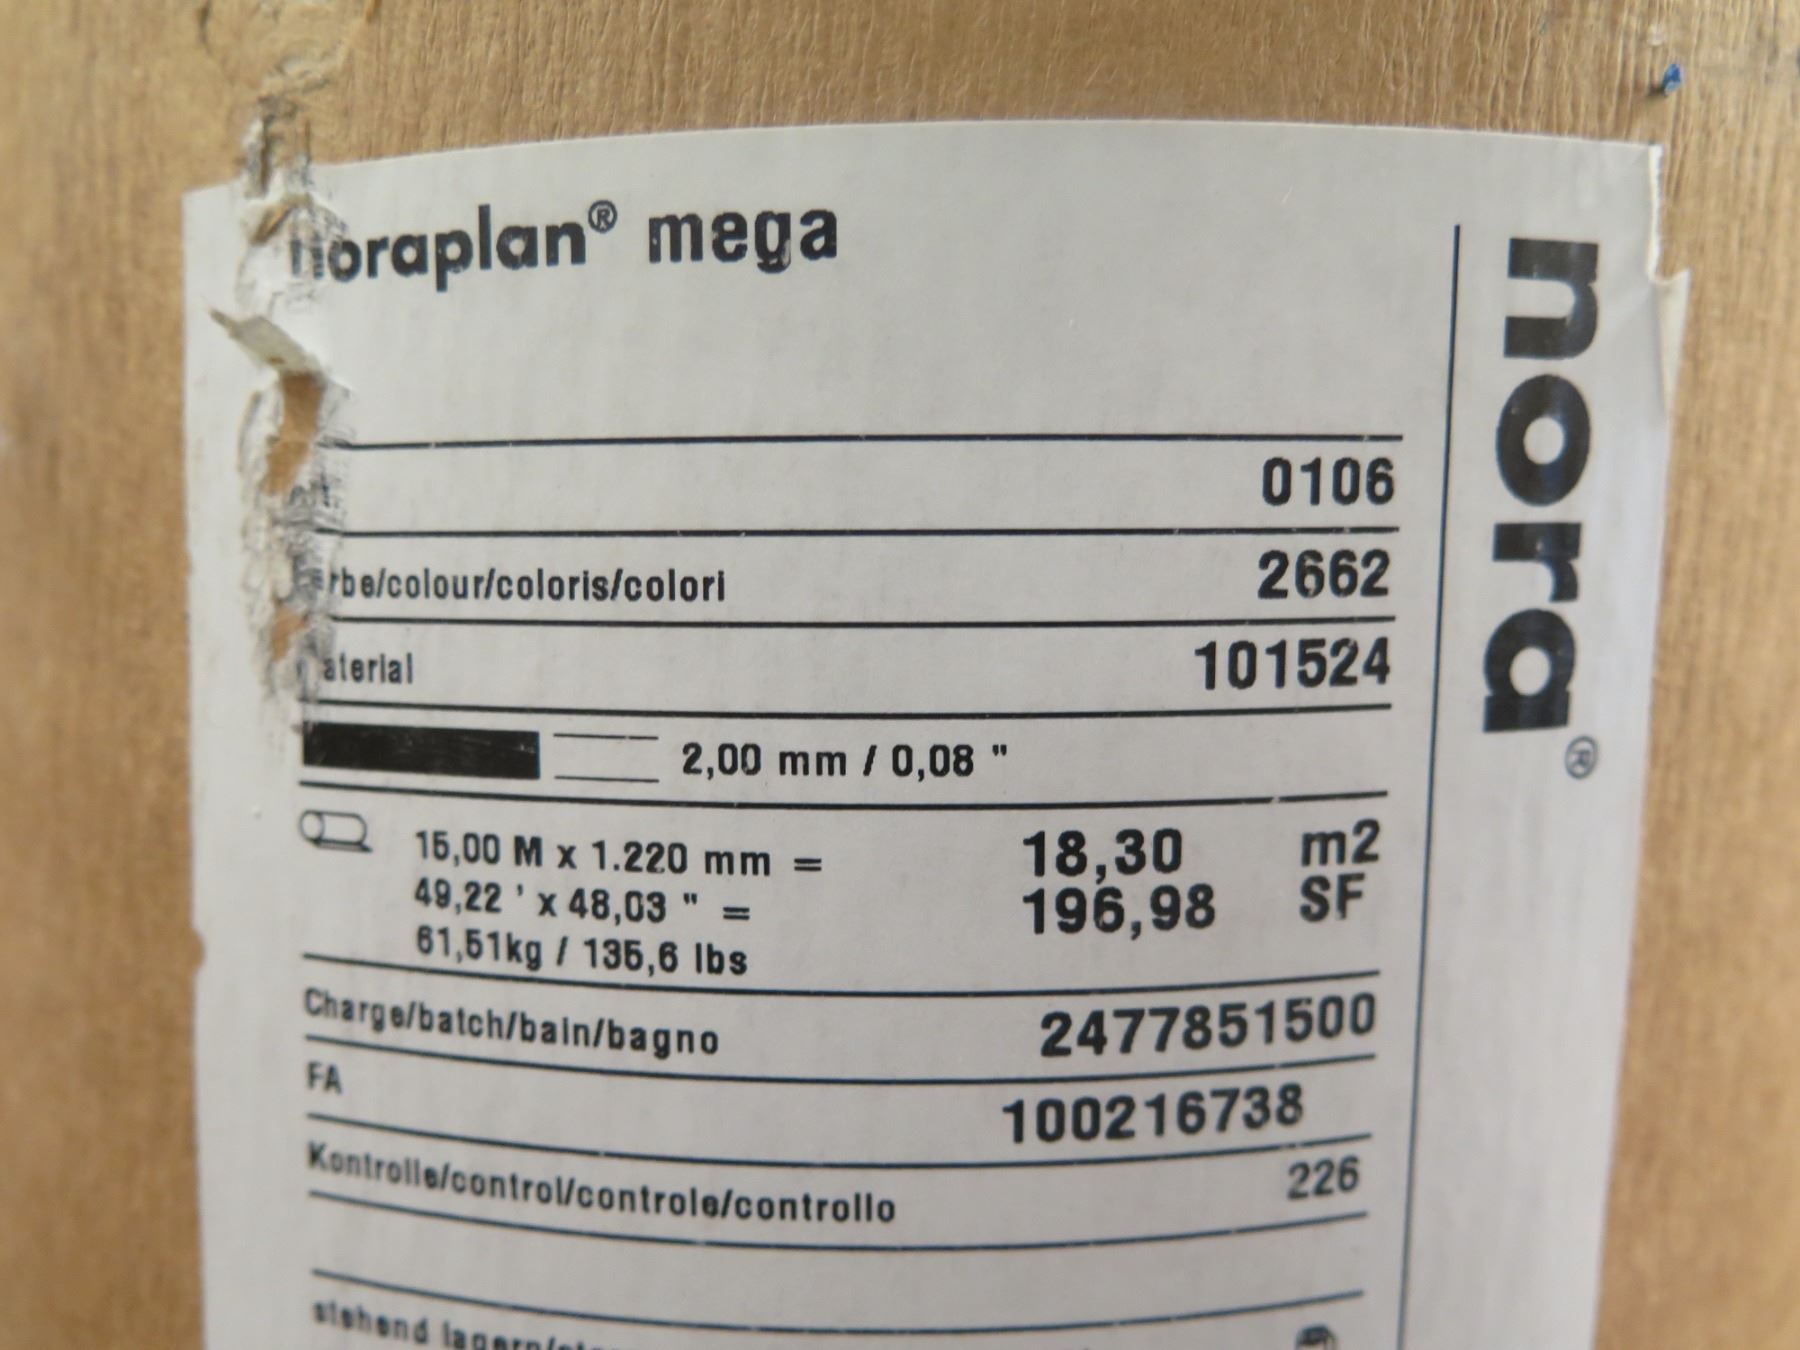 noraplan® mega
nora®
0106
rbe/colour/coloris/colori 2662
aterial 101524
2,00 mm / 0,08 "
15,00 M x 1.220 mm = 18,30 m2
49,22 ' x 48,03 " = 196,98 SF
61,51kg / 135,6 lbs
Charge/batch/bain/bagno 2477851500
FA 100216738
Kontrolle/control/controle/controllo 226
stehend lagern/